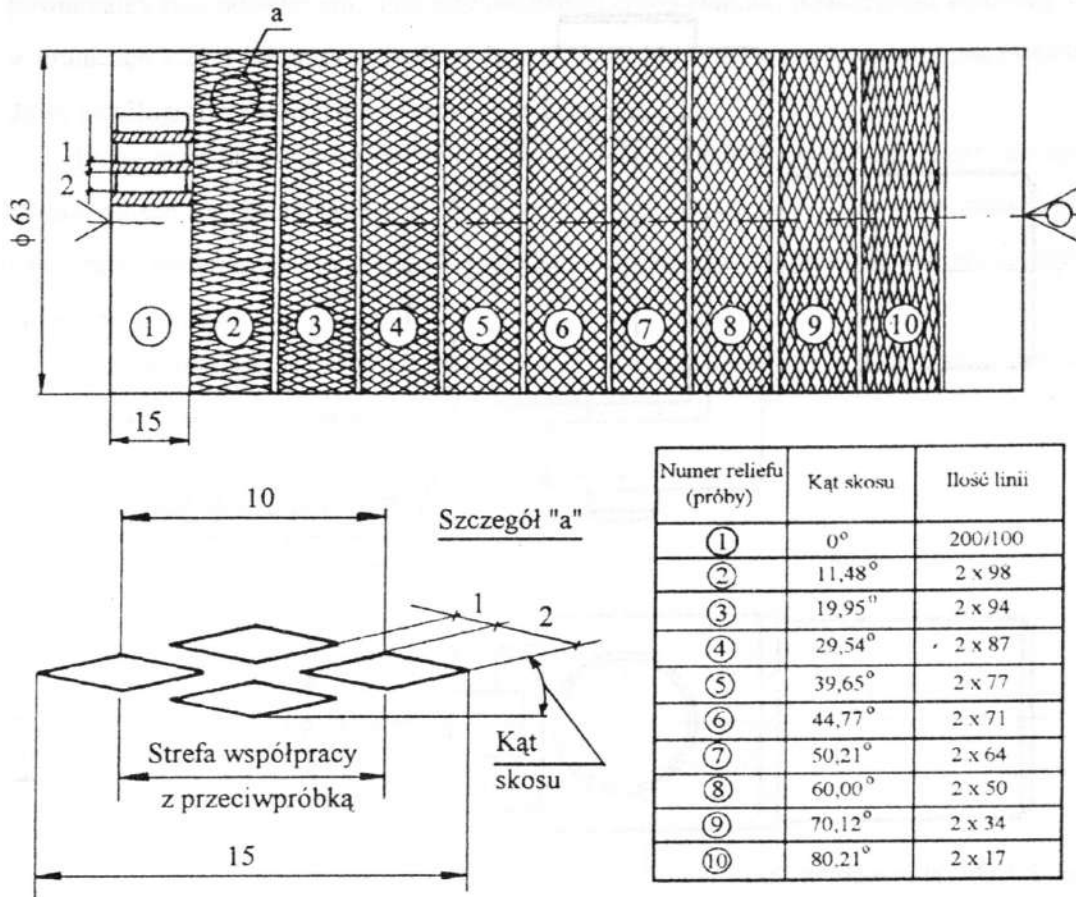 a
1
2
ϕ 63
1 2 3 4 5 6 7 8 9 10
15
10
Szczegół "a"
1
2
Strefa współpracy
z przeciwpróbką
Kąt
skosu
15
Numer reliefu (próby) Kąt skosu Ilość linii
1 0° 200/100
2 11,48° 2 x 98
3 19,95° 2 x 94
4 29,54° 2 x 87
5 39,65° 2 x 77
6 44,77° 2 x 71
7 50,21° 2 x 64
8 60,00° 2 x 50
9 70,12° 2 x 34
10 80,21° 2 x 17